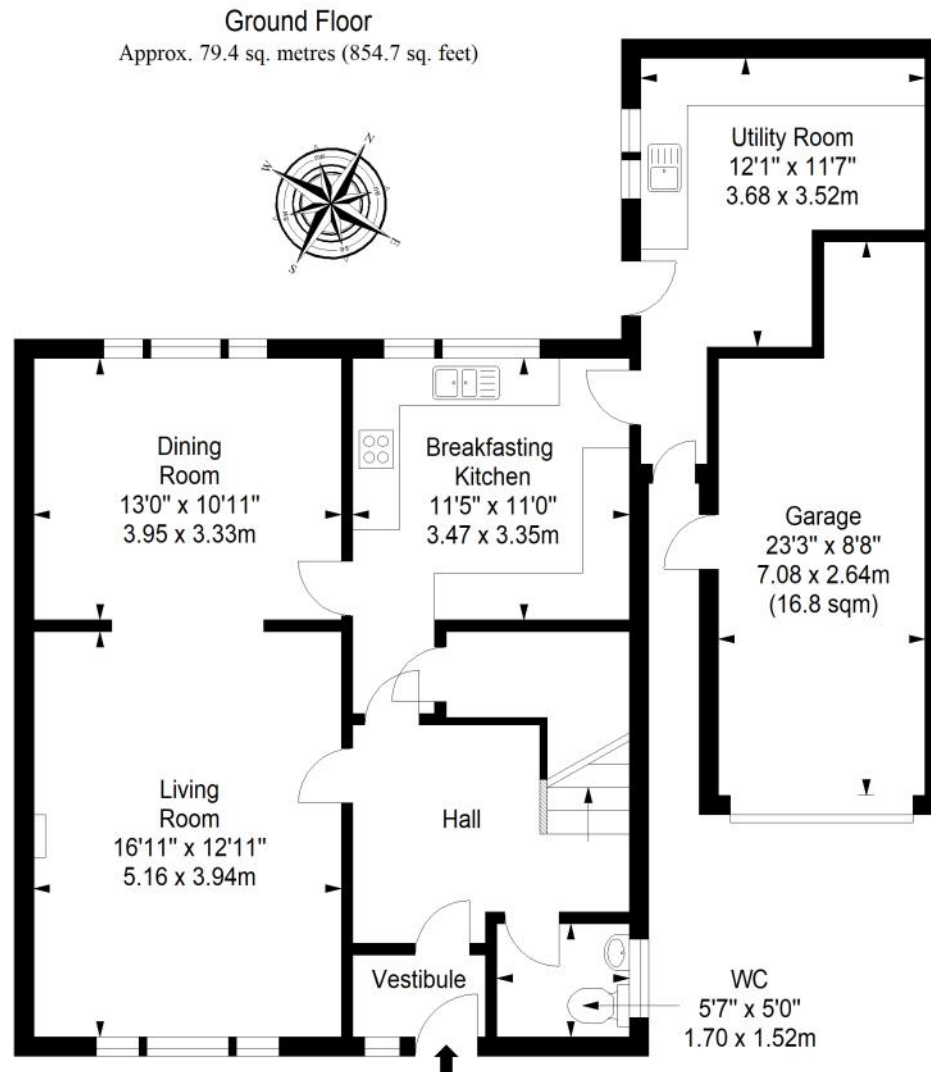 Ground Floor
Approx. 79.4 sq. metres (854.7 sq. feet)
N
W
E
S
Utility Room
12'1" x 11'7"
3.68 x 3.52m
Dining
Room
13'0" x 10'11"
3.95 x 3.33m
Breakfasting
Kitchen
11'5" x 11'0"
3.47 x 3.35m
Garage
23'3" x 8'8"
7.08 x 2.64m
(16.8 sqm)
Living
Room
16'11" x 12'11"
5.16 x 3.94m
Hall
Vestibule
WC
5'7" x 5'0"
1.70 x 1.52m